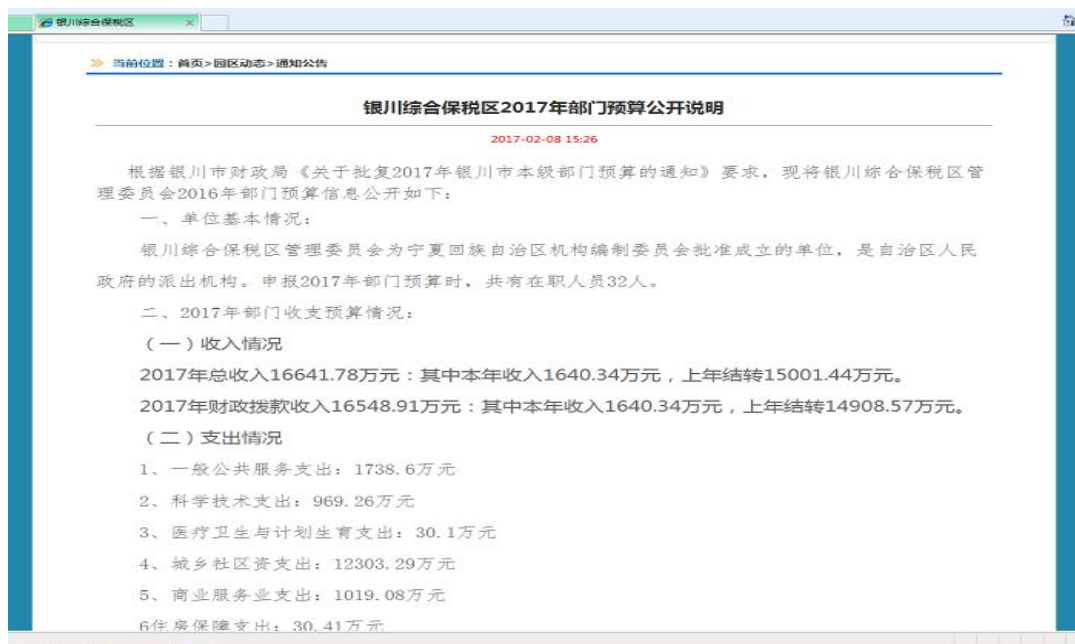 银川综合保税区
当前位置：首页>园区动态>通知公告
银川综合保税区2017年部门预算公开说明
2017-02-08 15:26
根据银川市财政局《关于批复2017年银川市本级部门预算的通知》要求，现将银川综合保税区管
理委员会2016年部门预算信息公开如下：
一、单位基本情况：
银川综合保税区管理委员会为宁夏回族自治区机构编制委员会批准成立的单位，是自治区人民
政府的派出机构。申报2017年部门预算时，共有在职人员32人。
二、2017年部门收支预算情况：
（一）收入情况
2017年总收入16641.78万元：其中本年收入1640.34万元，上年结转15001.44万元。
2017年财政拨款收入16548.91万元：其中本年收入1640.34万元，上年结转14908.57万元。
（二）支出情况
1、一般公共服务支出：1738.6万元
2、科学技术支出：969.26万元
3、医疗卫生与计划生育支出：30.1万元
4、城乡社区资支出：12303.29万元
5、商业服务业支出：1019.08万元
6住房保障支出：30.41万元